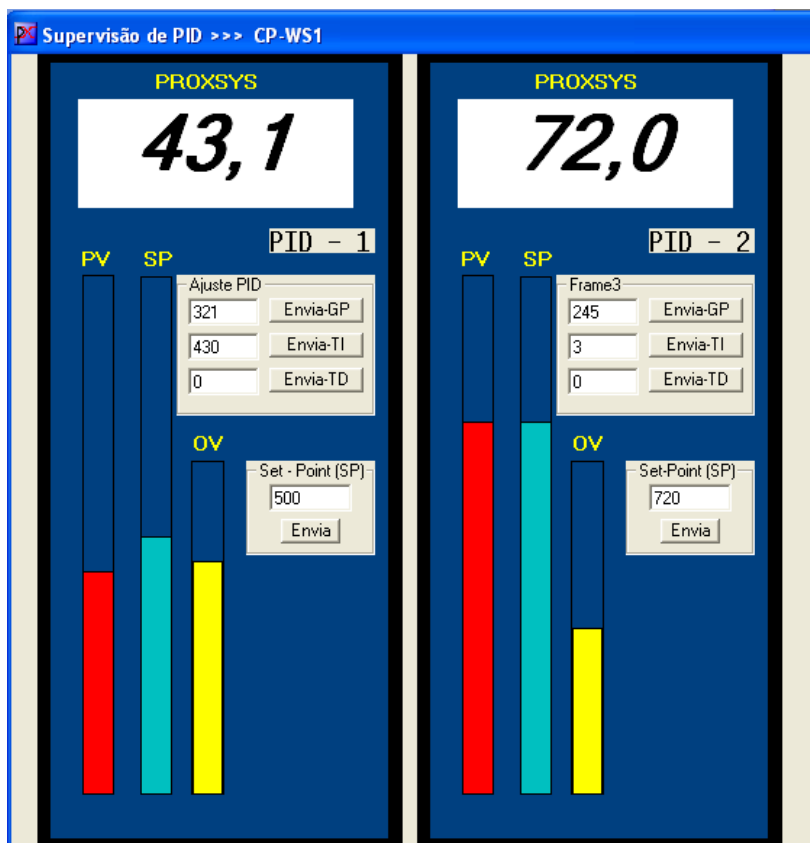 Supervisão de PID >>> CP-WS1
PROXSYS
43,1
PID - 1
PV SP
Ajuste PID
321 Envia-GP
430 Envia-TI
0 Envia-TD
OV
Set - Point (SP)
500
Envia
PROXSYS
72,0
PID - 2
PV SP
Frame3
245 Envia-GP
3 Envia-TI
0 Envia-TD
OV
Set-Point (SP)
720
Envia